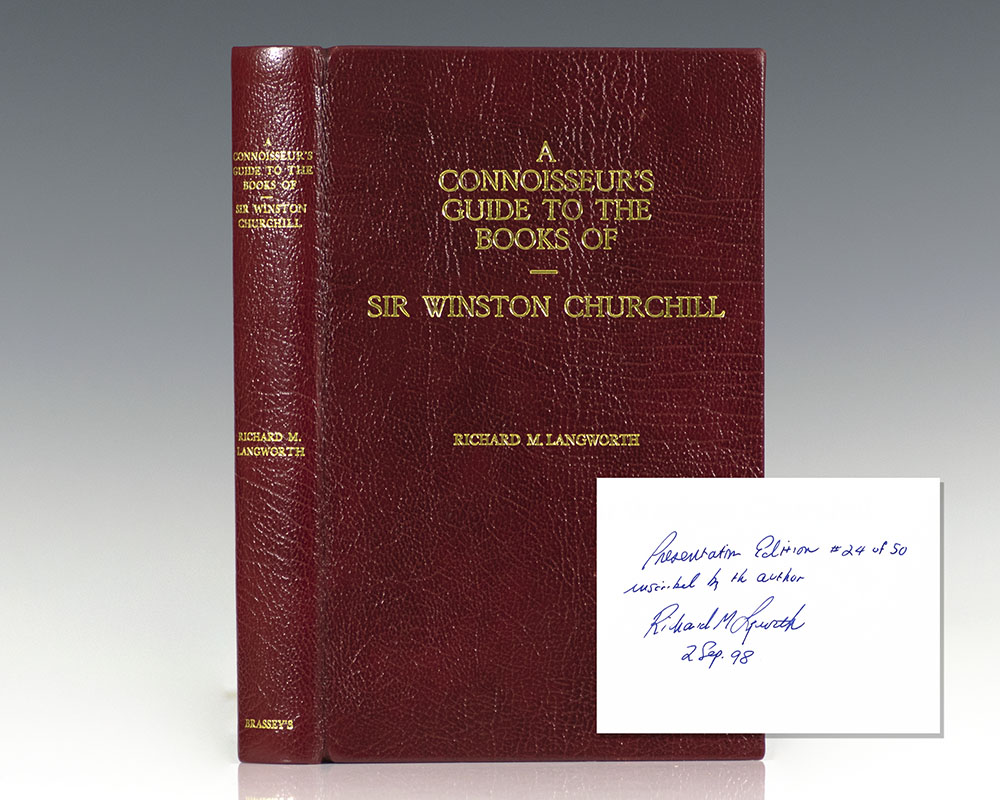 A
CONNOISSEUR'S
GUIDE TO THE
BOOKS OF
SIR WINSTON
CHURCHILL
RICHARD M.
LANGWORTH
BRASSEY'S
A
CONNOISSEUR'S
GUIDE TO THE
BOOKS OF
SIR WINSTON CHURCHILL
RICHARD M. LANGWORTH
Presentation Edition #24 of 50
inscribed by the author
Richard M Langworth
2 Sep. 98